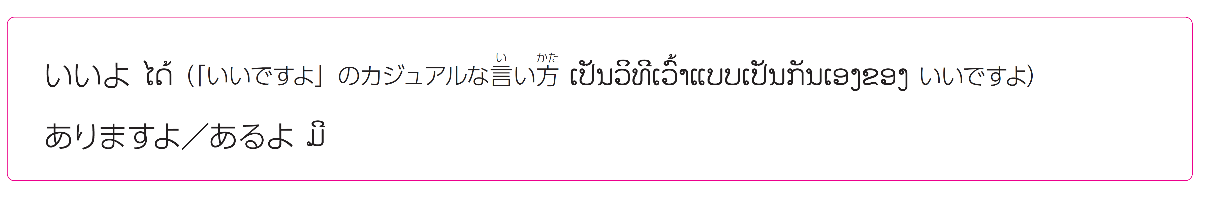 いいよ ໄດ້ (「いいですよ」のカジュアルな言い方 ເປັນວິທີເວົ້າແບບເປັນກັນເອງຂອງ いいですよ)
ありますよ／あるよ ມີ